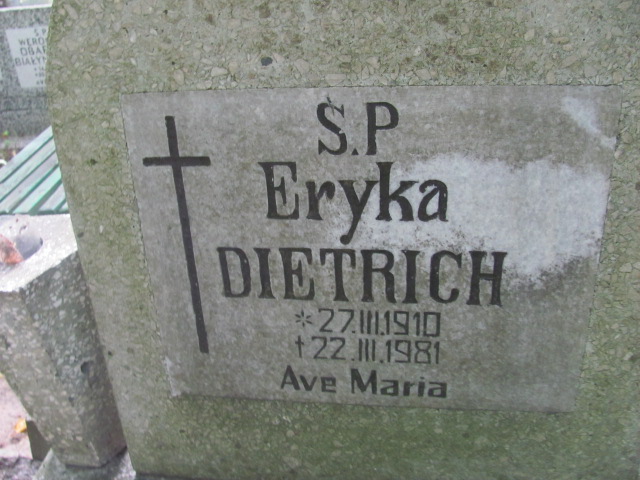 Ś.P
Eryka
DIETRICH
*27.III.1910
†22.III.1981
Ave Maria